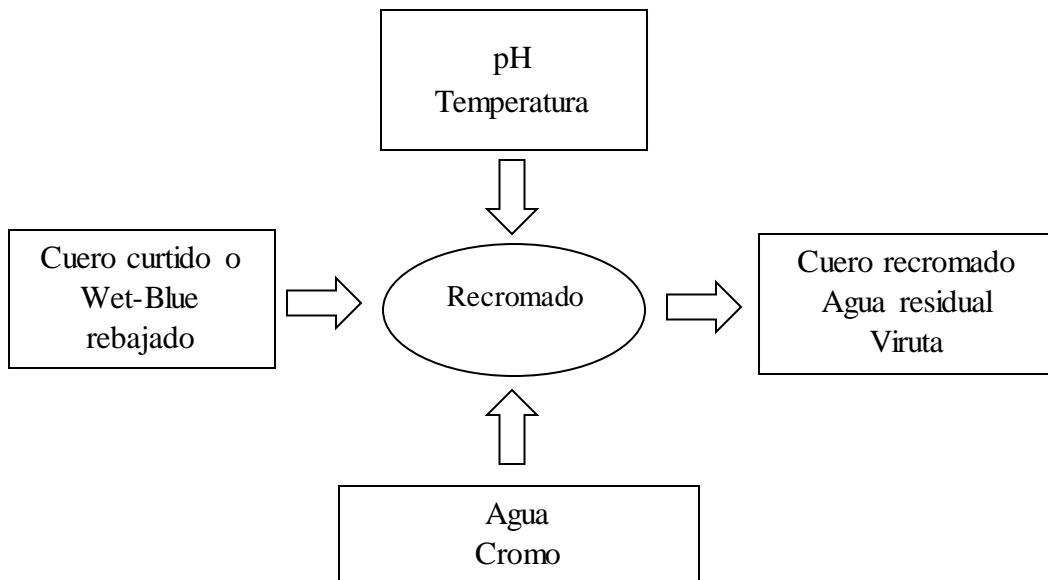 pH
Temperatura
Cuero curtido o
Wet-Blue
rebajado
Recromado
Cuero recromado
Agua residual
Viruta
Agua
Cromo